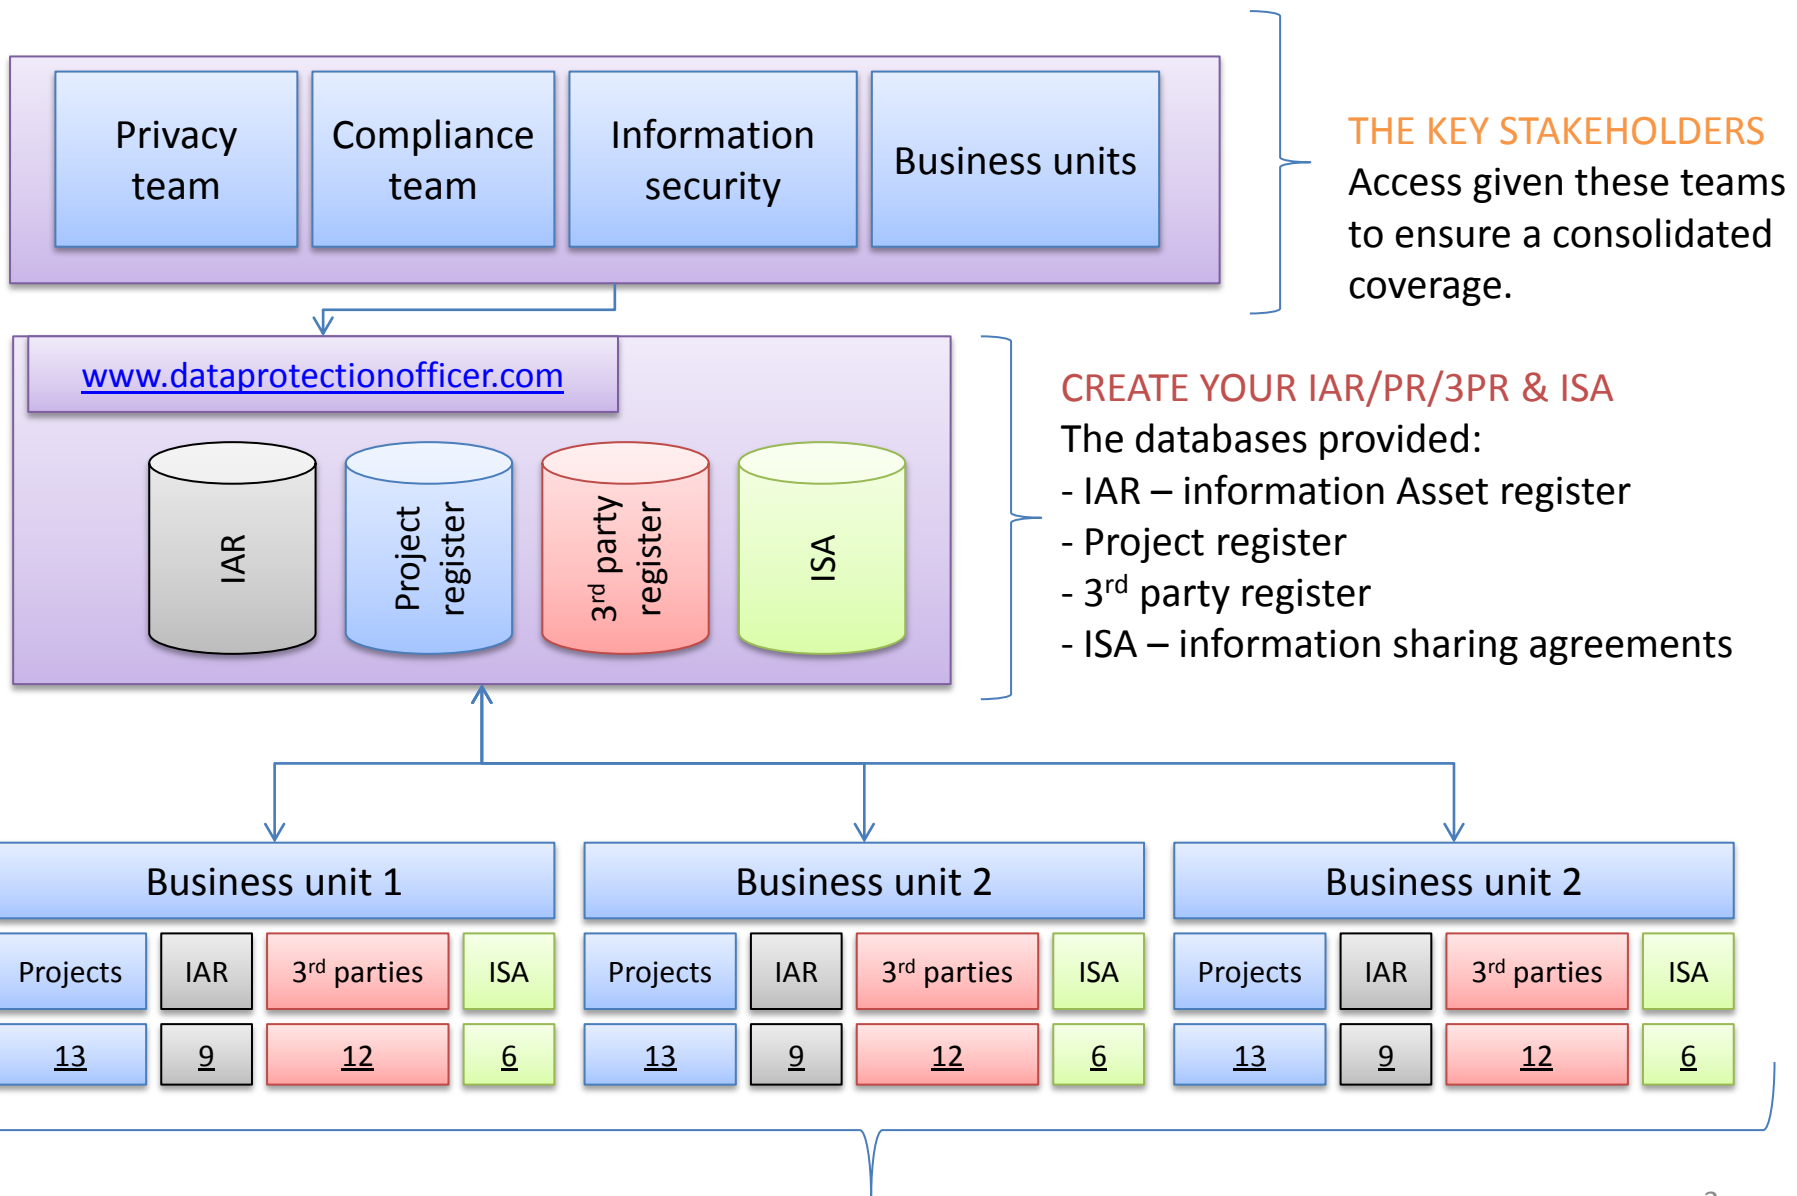 Privacy
team
Compliance
team
Information
security
Business units
THE KEY STAKEHOLDERS
Access given these teams
to ensure a consolidated
coverage.
www.dataprotectionofficer.com
IAR
Project
register
3rd party
register
ISA
CREATE YOUR IAR/PR/3PR & ISA
The databases provided:
- IAR – information Asset register
- Project register
- 3rd party register
- ISA – information sharing agreements
Business unit 1
Business unit 2
Business unit 2
Projects IAR 3rd parties ISA Projects IAR 3rd parties ISA Projects IAR 3rd parties ISA
13 9 12 6 13 9 12 6 13 9 12 6